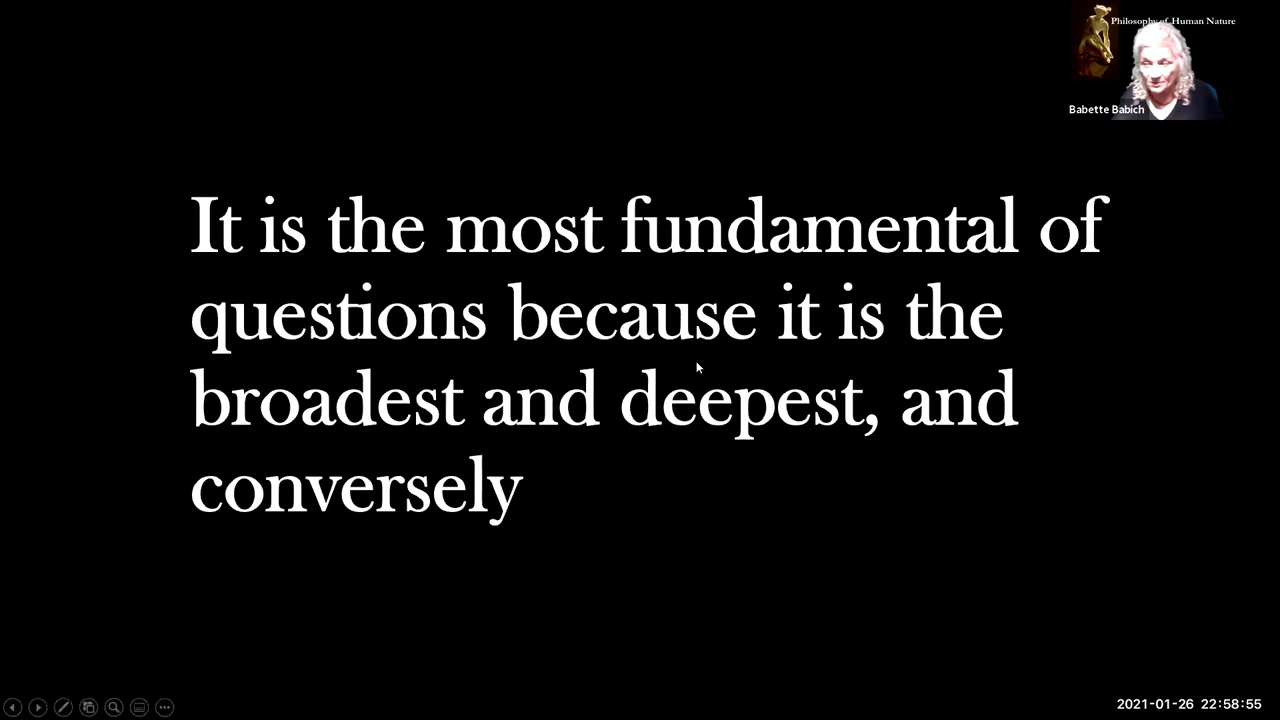 Philosophy of Human Nature
Babette Babich
It is the most fundamental of
questions because it is the
broadest and deepest, and
conversely
2021-01-26 22:58:55